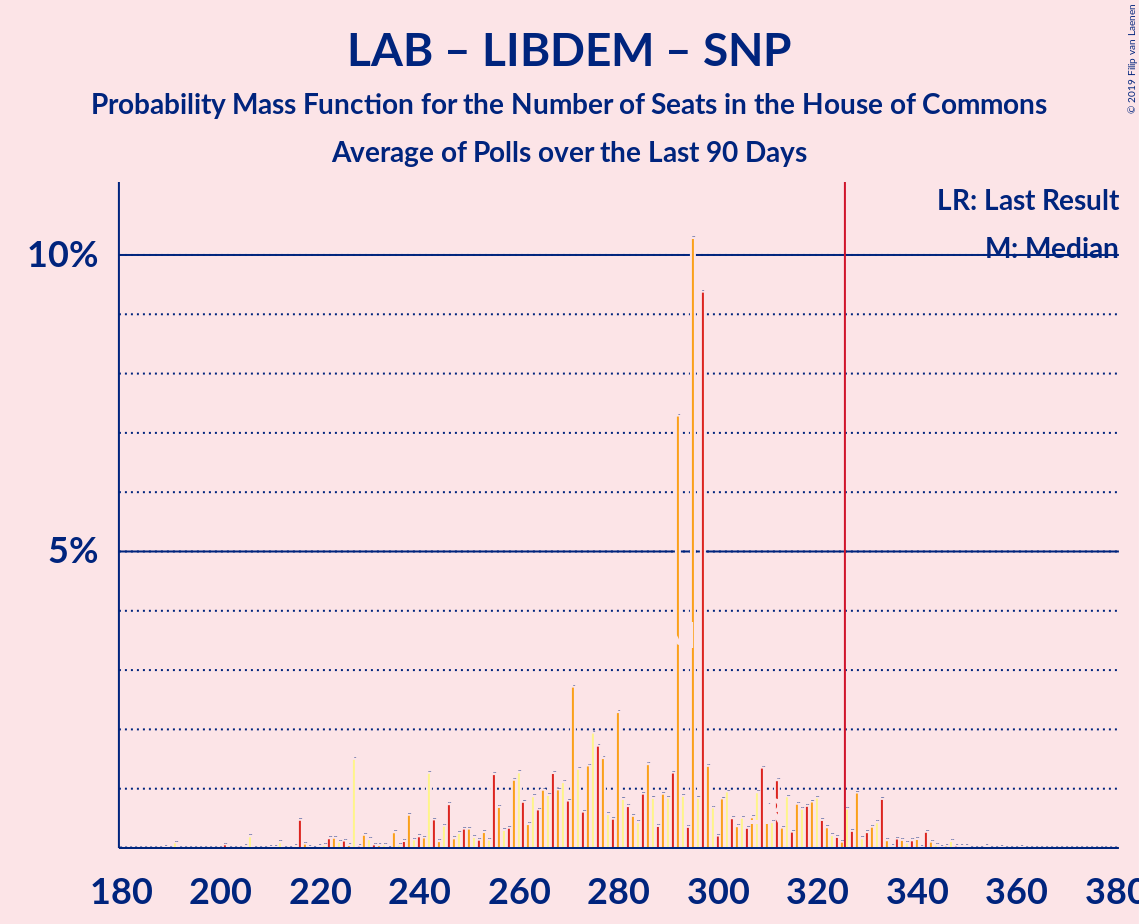 LAB – LIBDEM – SNP
Probability Mass Function for the Number of Seats in the House of Commons
Average of Polls over the Last 90 Days
© 2019 Filip van Laenen
LR: Last Result
M: Median
10%
5%
180 200 220 240 260 280 300 320 340 360 380